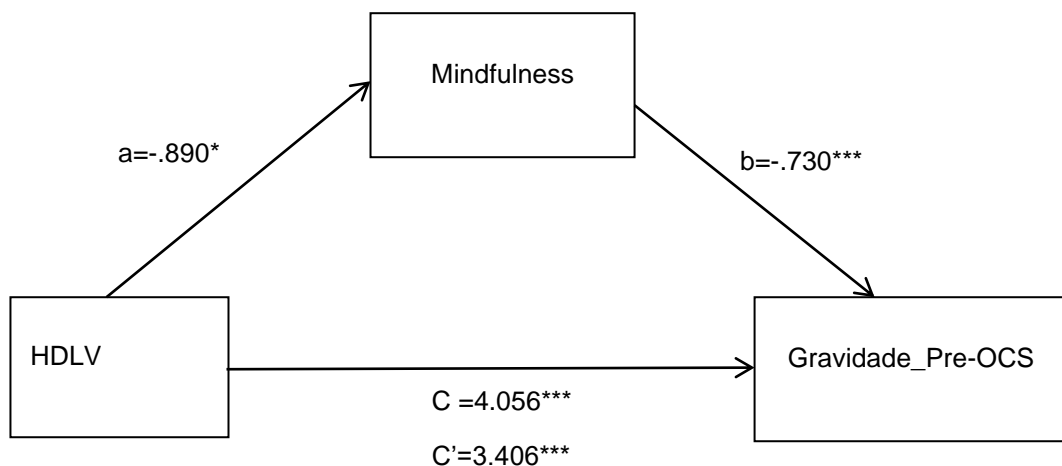 Mindfulness
a=-.890*
b=-.730***
HDLV
Gravidade_Pre-OCS
C =4.056***
C’=3.406***